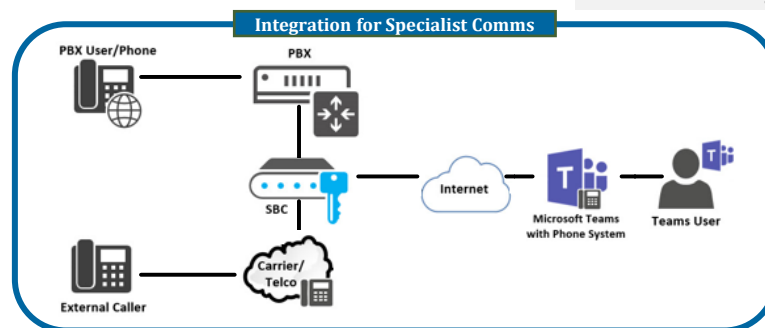 Integration for Specialist Comms
PBX User/Phone
PBX
SBC
Internet
T
Microsoft Teams
with Phone System
T
Teams User
Carrier/
Telco
External Caller